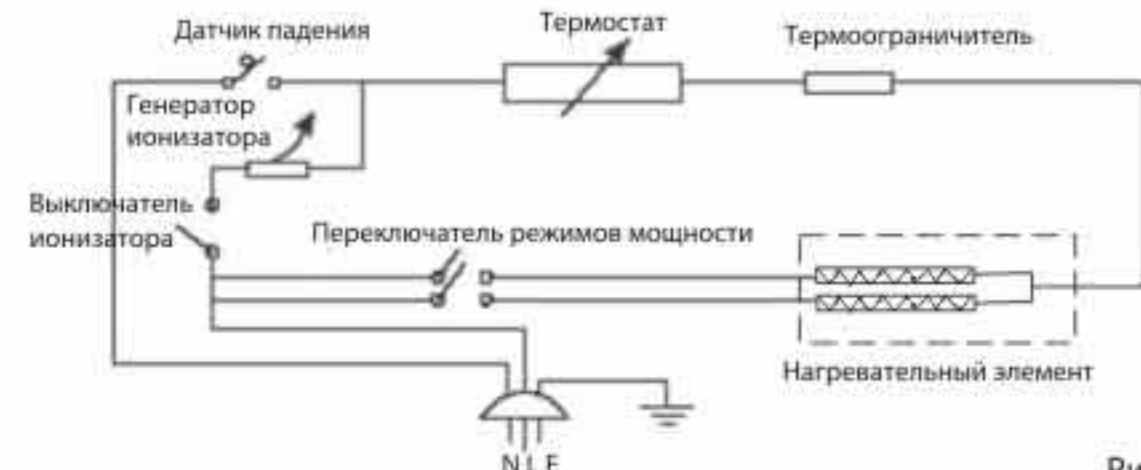 Датчик падения
Термостат
Термоограничитель
Генератор
ионизатора
Выключатель
ионизатора
Переключатель режимов мощности
Нагревательный элемент
N L E